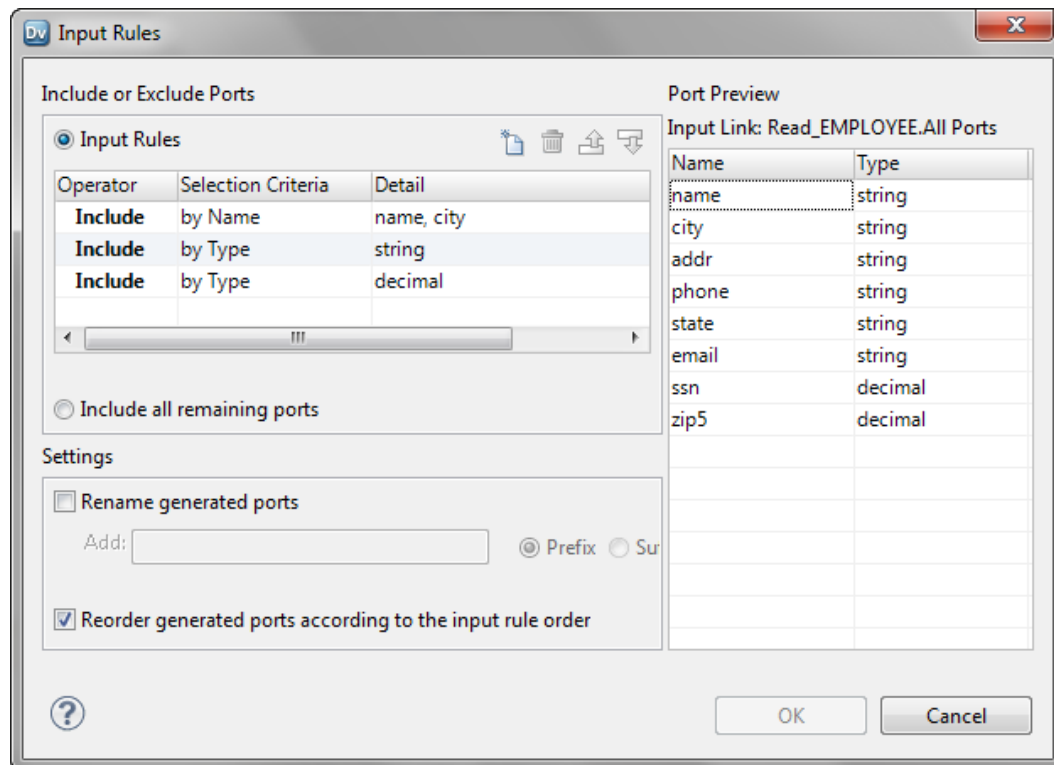 Dv Input Rules
Include or Exclude Ports
Input Rules
Operator Selection Criteria Detail
Include by Name name, city
Include by Type string
Include by Type decimal
Include all remaining ports
Settings
Rename generated ports
Add: Prefix
Reorder generated ports according to the input rule order
Port Preview
Input Link: Read_EMPLOYEE.All Ports
Name Type
name string
city string
addr string
phone string
state string
email string
ssn decimal
zip5 decimal
?
OK Cancel